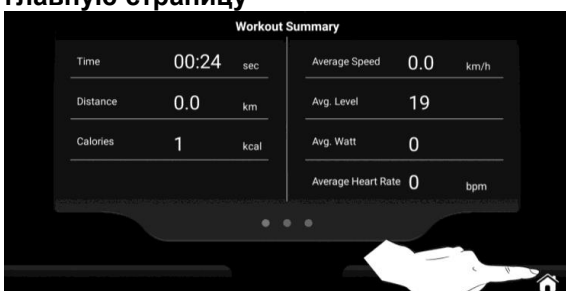 главную страницу
Workout Summary
Time 00:24 sec
Distance 0.0 km
Calories 1 kcal
Average Speed 0.0 km/h
Avg. Level 19
Avg. Watt 0
Average Heart Rate 0 bpm